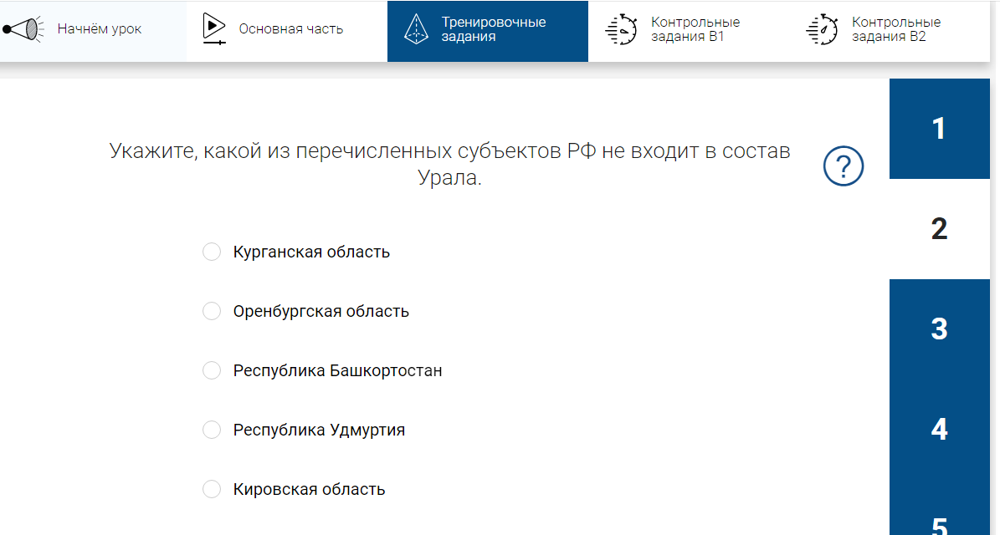 Начнём урок
Основная часть
Тренировочные
задания
Контрольные
задания В1
Контрольные
задания В2
Укажите, какой из перечисленных субъектов РФ не входит в состав
Урала.
?
Курганская область
Оренбургская область
Республика Башкортостан
Республика Удмуртия
Кировская область
1
2
3
4
5